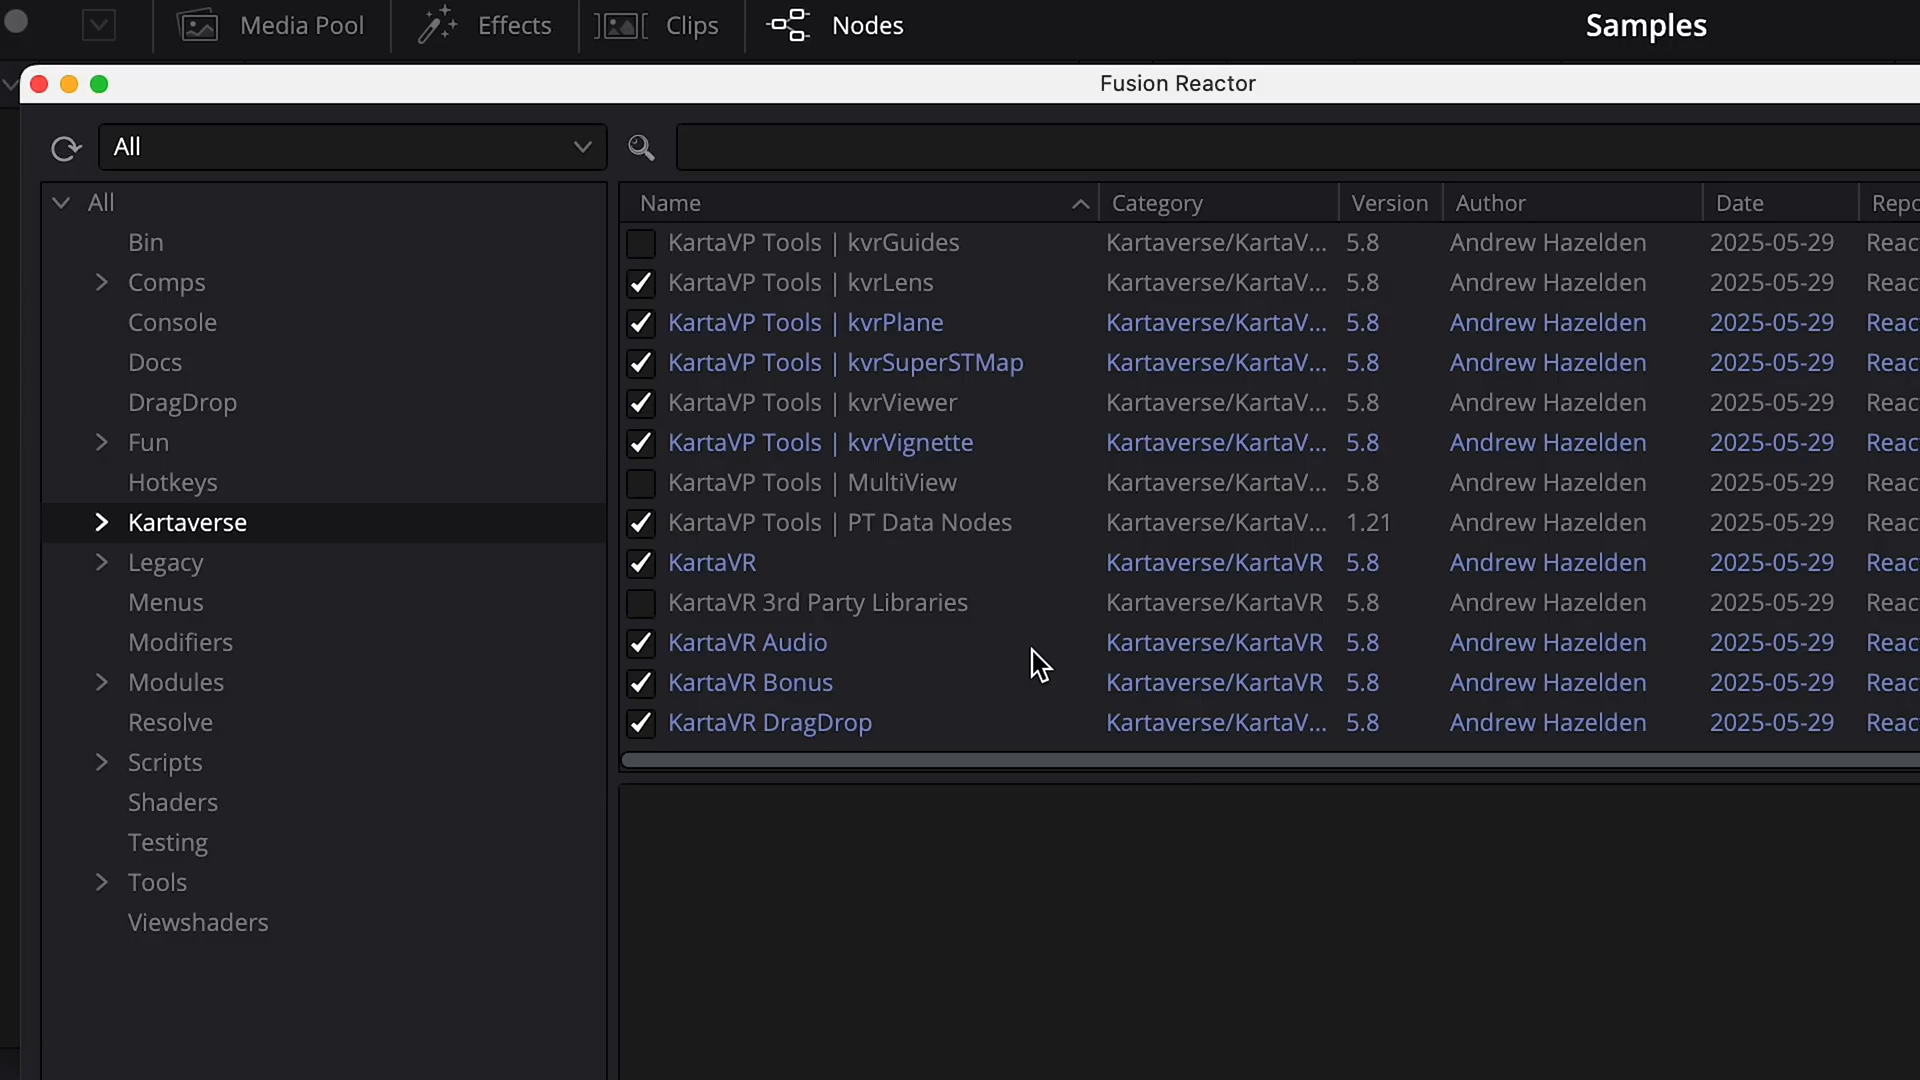 Media Pool Effects Clips Nodes Samples
Fusion Reactor
All
All
Bin
Comps
Console
Docs
DragDrop
Fun
Hotkeys
Kartaverse
Legacy
Menus
Modifiers
Modules
Resolve
Scripts
Shaders
Testing
Tools
Viewshaders
Name Category Version Author Date Repo
KartaVP Tools | kvrGuides Kartaverse/KartaV... 5.8 Andrew Hazelden 2025-05-29 Reac
KartaVP Tools | kvrLens Kartaverse/KartaV... 5.8 Andrew Hazelden 2025-05-29 Reac
KartaVP Tools | kvrPlane Kartaverse/KartaV... 5.8 Andrew Hazelden 2025-05-29 Reac
KartaVP Tools | kvrSuperSTMap Kartaverse/KartaV... 5.8 Andrew Hazelden 2025-05-29 Reac
KartaVP Tools | kvrViewer Kartaverse/KartaV... 5.8 Andrew Hazelden 2025-05-29 Reac
KartaVP Tools | kvrVignette Kartaverse/KartaV... 5.8 Andrew Hazelden 2025-05-29 Reac
KartaVP Tools | MultiView Kartaverse/KartaV... 5.8 Andrew Hazelden 2025-05-29 Reac
KartaVP Tools | PT Data Nodes Kartaverse/KartaV... 1.21 Andrew Hazelden 2025-05-29 Reac
KartaVR Kartaverse/KartaVR 5.8 Andrew Hazelden 2025-05-29 Reac
KartaVR 3rd Party Libraries Kartaverse/KartaVR 5.8 Andrew Hazelden 2025-05-29 Reac
KartaVR Audio Kartaverse/KartaVR 5.8 Andrew Hazelden 2025-05-29 Reac
KartaVR Bonus Kartaverse/KartaVR 5.8 Andrew Hazelden 2025-05-29 Reac
KartaVR DragDrop Kartaverse/KartaV... 5.8 Andrew Hazelden 2025-05-29 Reac